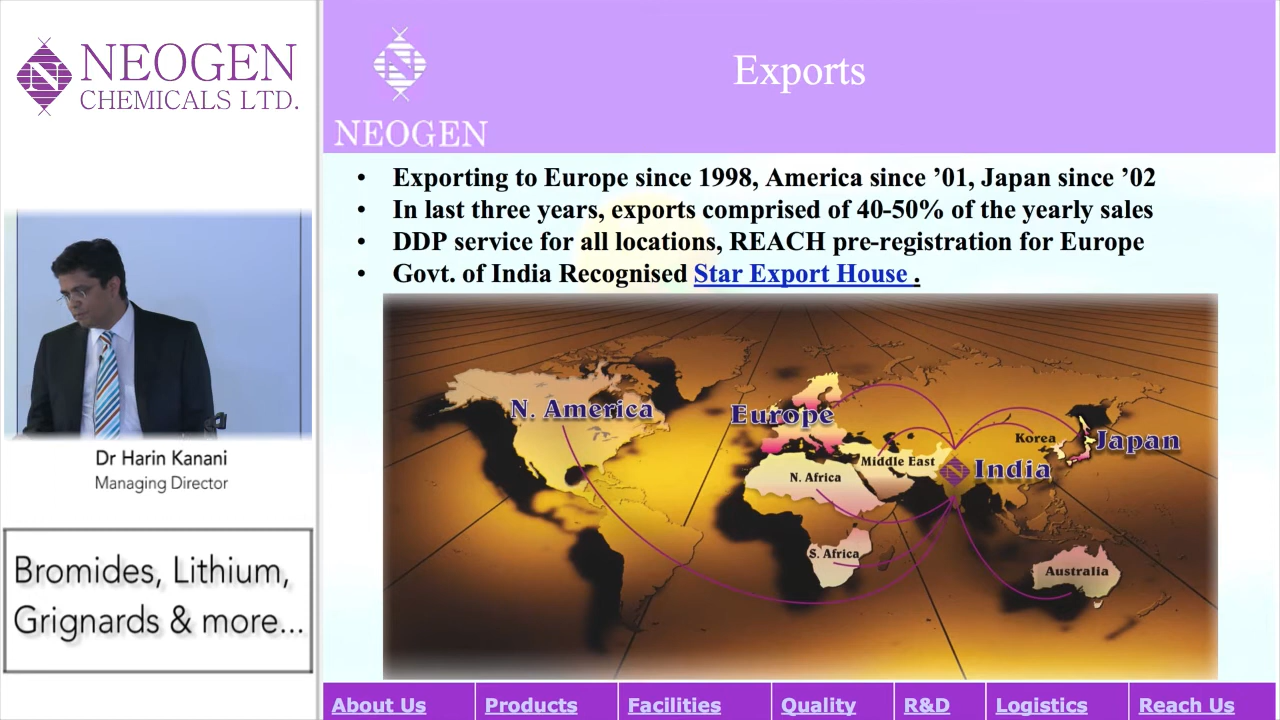 NEOGEN
CHEMICALS LTD.
Dr Harin Kanani
Managing Director
Bromides, Lithium,
Grignards & more...
N
NEOGEN
Exports
• Exporting to Europe since 1998, America since ’01, Japan since ’02
• In last three years, exports comprised of 40-50% of the yearly sales
• DDP service for all locations, REACH pre-registration for Europe
• Govt. of India Recognised Star Export House .
N. America
Europe
Korea
Japan
Middle East
India
N. Africa
S. Africa
Australia
About Us
Products
Facilities
Quality
R&D
Logistics
Reach Us